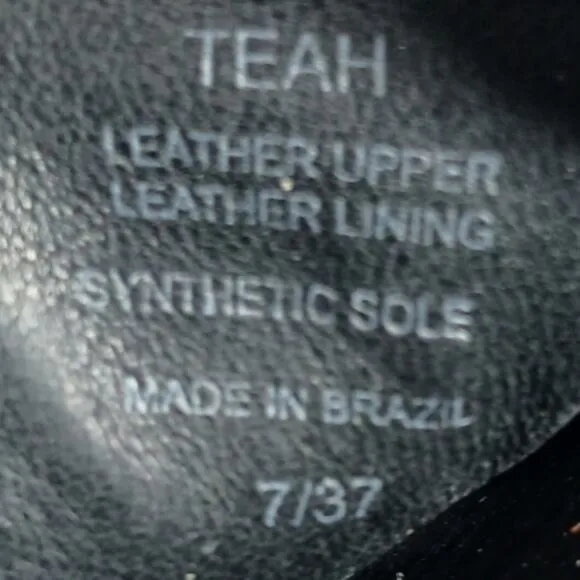 TEAH
LEATHER UPPER
LEATHER LINING
SYNTHETIC SOLE
MADE IN BRAZIL
7/37